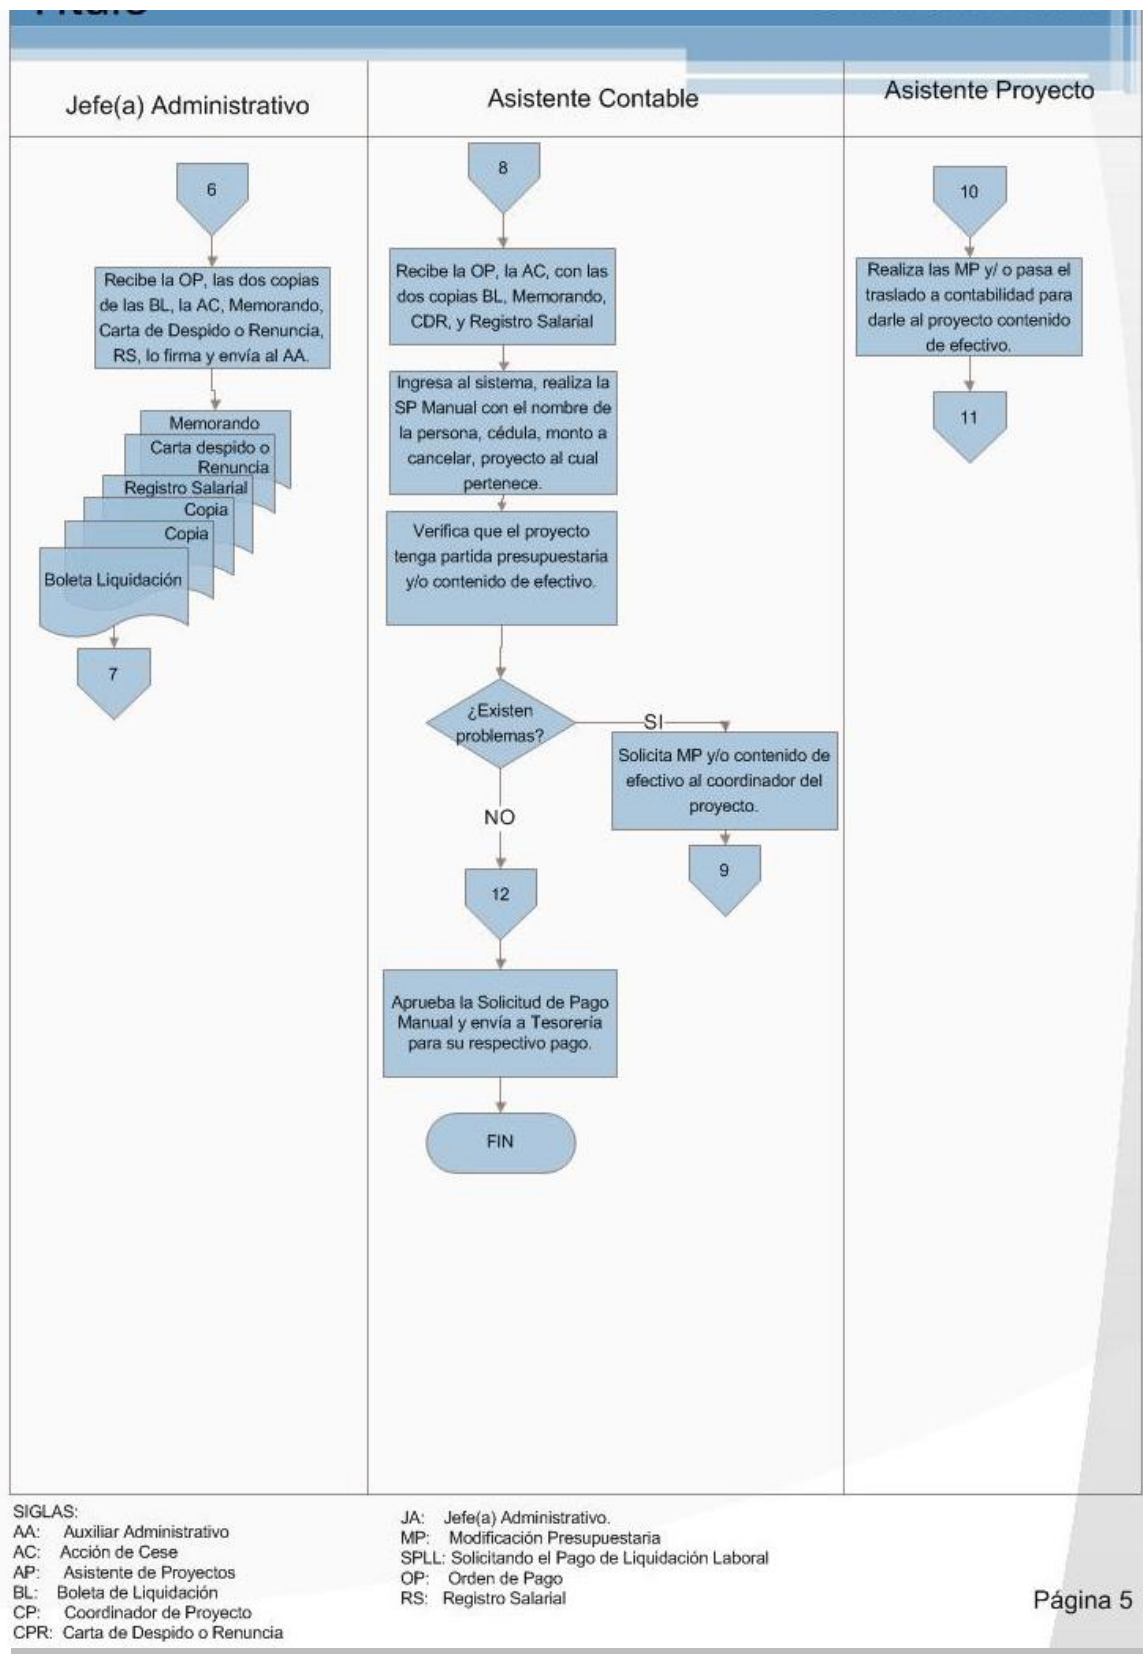 Jefe(a) Administrativo
Asistente Contable
Asistente Proyecto
6
Recibe la OP, las dos copias
de las BL, la AC, Memorando,
Carta de Despido o Renuncia,
RS, lo firma y envía al AA.
Memorando
Carta despido o
Renuncia
Registro Salarial
Copia
Copia
Boleta Liquidación
7
8
Recibe la OP, la AC, con las
dos copias BL, Memorando,
CDR, y Registro Salarial
Ingresa al sistema, realiza la
SP Manual con el nombre de
la persona, cédula, monto a
cancelar, proyecto al cual
pertenece.
Verifica que el proyecto
tenga partida presupuestaria
y/o contenido de efectivo.
¿Existen
problemas?
SI
Solicita MP y/o contenido de
efectivo al coordinador del
proyecto.
9
NO
12
Aprueba la Solicitud de Pago
Manual y envía a Tesorería
para su respectivo pago.
FIN
10
Realiza las MP y/ o pasa el
traslado a contabilidad para
darle al proyecto contenido
de efectivo.
11
SIGLAS:
AA: Auxiliar Administrativo
AC: Acción de Cese
AP: Asistente de Proyectos
BL: Boleta de Liquidación
CP: Coordinador de Proyecto
CPR: Carta de Despido o Renuncia
JA: Jefe(a) Administrativo.
MP: Modificación Presupuestaria
SPLL: Solicitando el Pago de Liquidación Laboral
OP: Orden de Pago
RS: Registro Salarial
Página 5